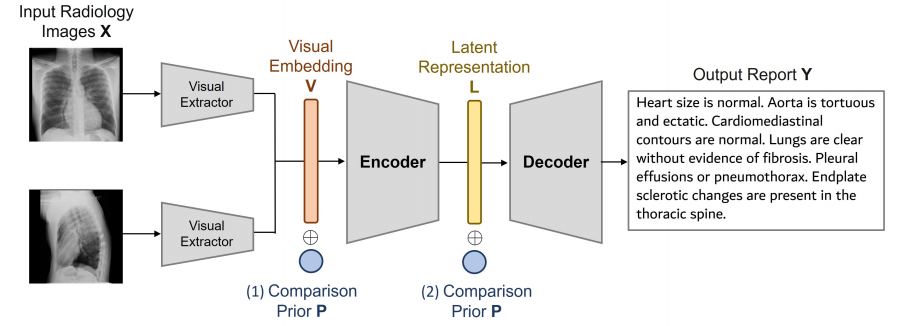 Input Radiology
Images X
Visual
Extractor
Visual
Extractor
Visual
Embedding
V
(1) Comparison
Prior P
Encoder
Latent
Representation
L
(2) Comparison
Prior P
Decoder
Output Report Y
Heart size is normal. Aorta is tortuous
and ectatic. Cardiomediastinal
contours are normal. Lungs are clear
without evidence of fibrosis. Pleural
effusions or pneumothorax. Endplate
sclerotic changes are present in the
thoracic spine.